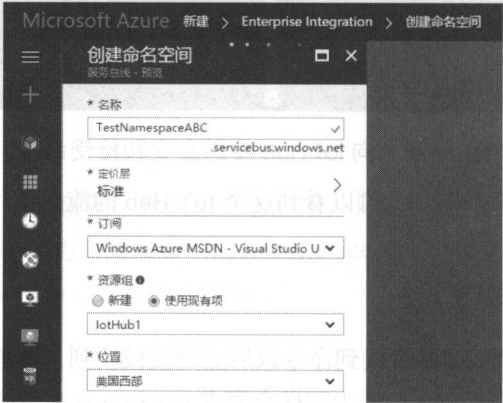 Microsoft Azure 新建 > Enterprise Integration > 创建命名空间
创建命名空间
服务总线 - 预览
* 名称
TestNamespaceABC
.servicebus.windows.net
* 定价层
标准
* 订阅
Windows Azure MSDN - Visual Studio U
* 资源组
新建 使用现有项
IotHub1
* 位置
美国西部
SQL